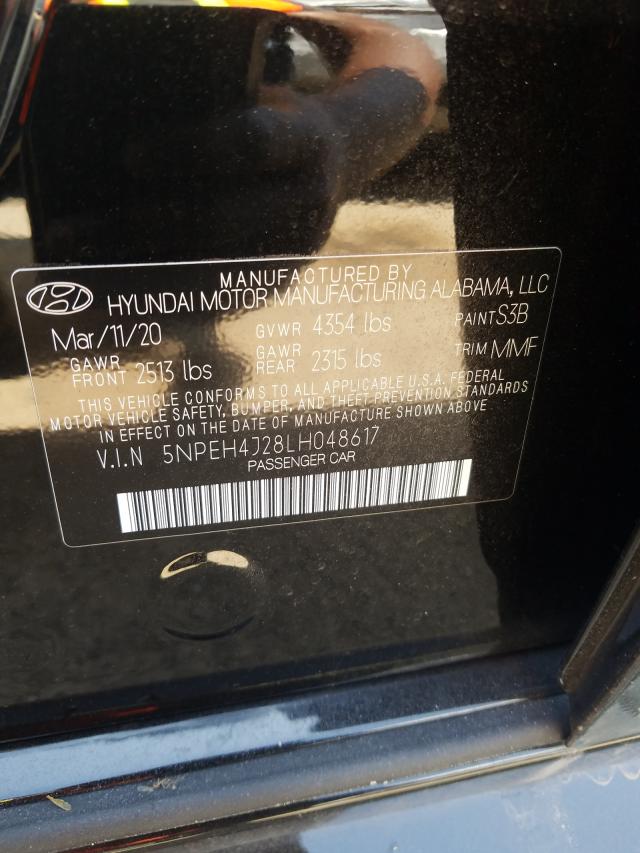 MANUFACTURED BY
HYUNDAI MOTOR MANUFACTURING ALABAMA, LLC
Mar/11/20 GVWR 4354 lbs PAINT S3B
GAWR FRONT 2513 lbs GAWR REAR 2315 lbs TRIM MMF
THIS VEHICLE CONFORMS TO ALL APPLICABLE U.S.A. FEDERAL
MOTOR VEHICLE SAFETY, BUMPER, AND THEFT PREVENTION STANDARDS
IN EFFECT ON THE DATE OF MANUFACTURE SHOWN ABOVE
V.I.N 5NPEH4J28LH048617
PASSENGER CAR